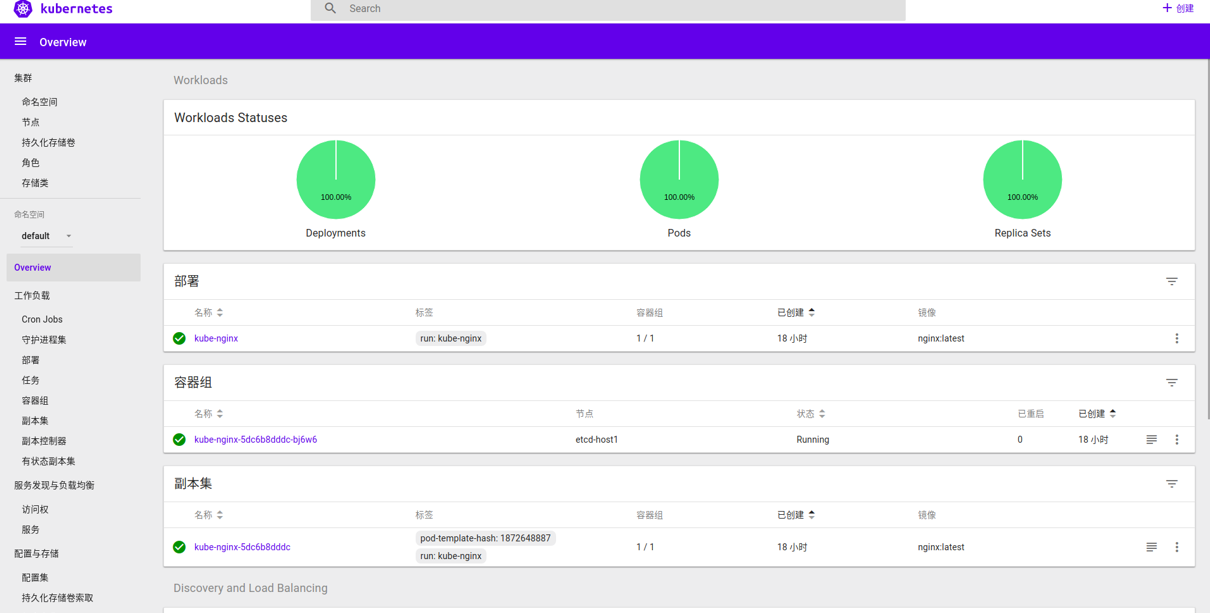 kubernetes
Search
+ 创建
Overview
集群
命名空间
节点
持久化存储卷
角色
存储类
命名空间
default
Overview
工作负载
Cron Jobs
守护进程集
部署
任务
容器组
副本集
副本控制器
有状态副本集
服务发现与负载均衡
访问权
服务
配置与存储
配置集
持久化存储卷索取
Workloads
Workloads Statuses
100.00% 100.00% 100.00%
Deployments Pods Replica Sets
部署
名称 标签 容器组 已创建 镜像
kube-nginx run: kube-nginx 1 / 1 18 小时 nginx:latest
容器组
名称 节点 状态 已重启 已创建
kube-nginx-5dc6b8dddc-bj6w6 etcd-host1 Running 0 18 小时
副本集
名称 标签 容器组 已创建 镜像
pod-template-hash: 1872648887
kube-nginx-5dc6b8dddc 1 / 1 18 小时 nginx:latest
run: kube-nginx
Discovery and Load Balancing